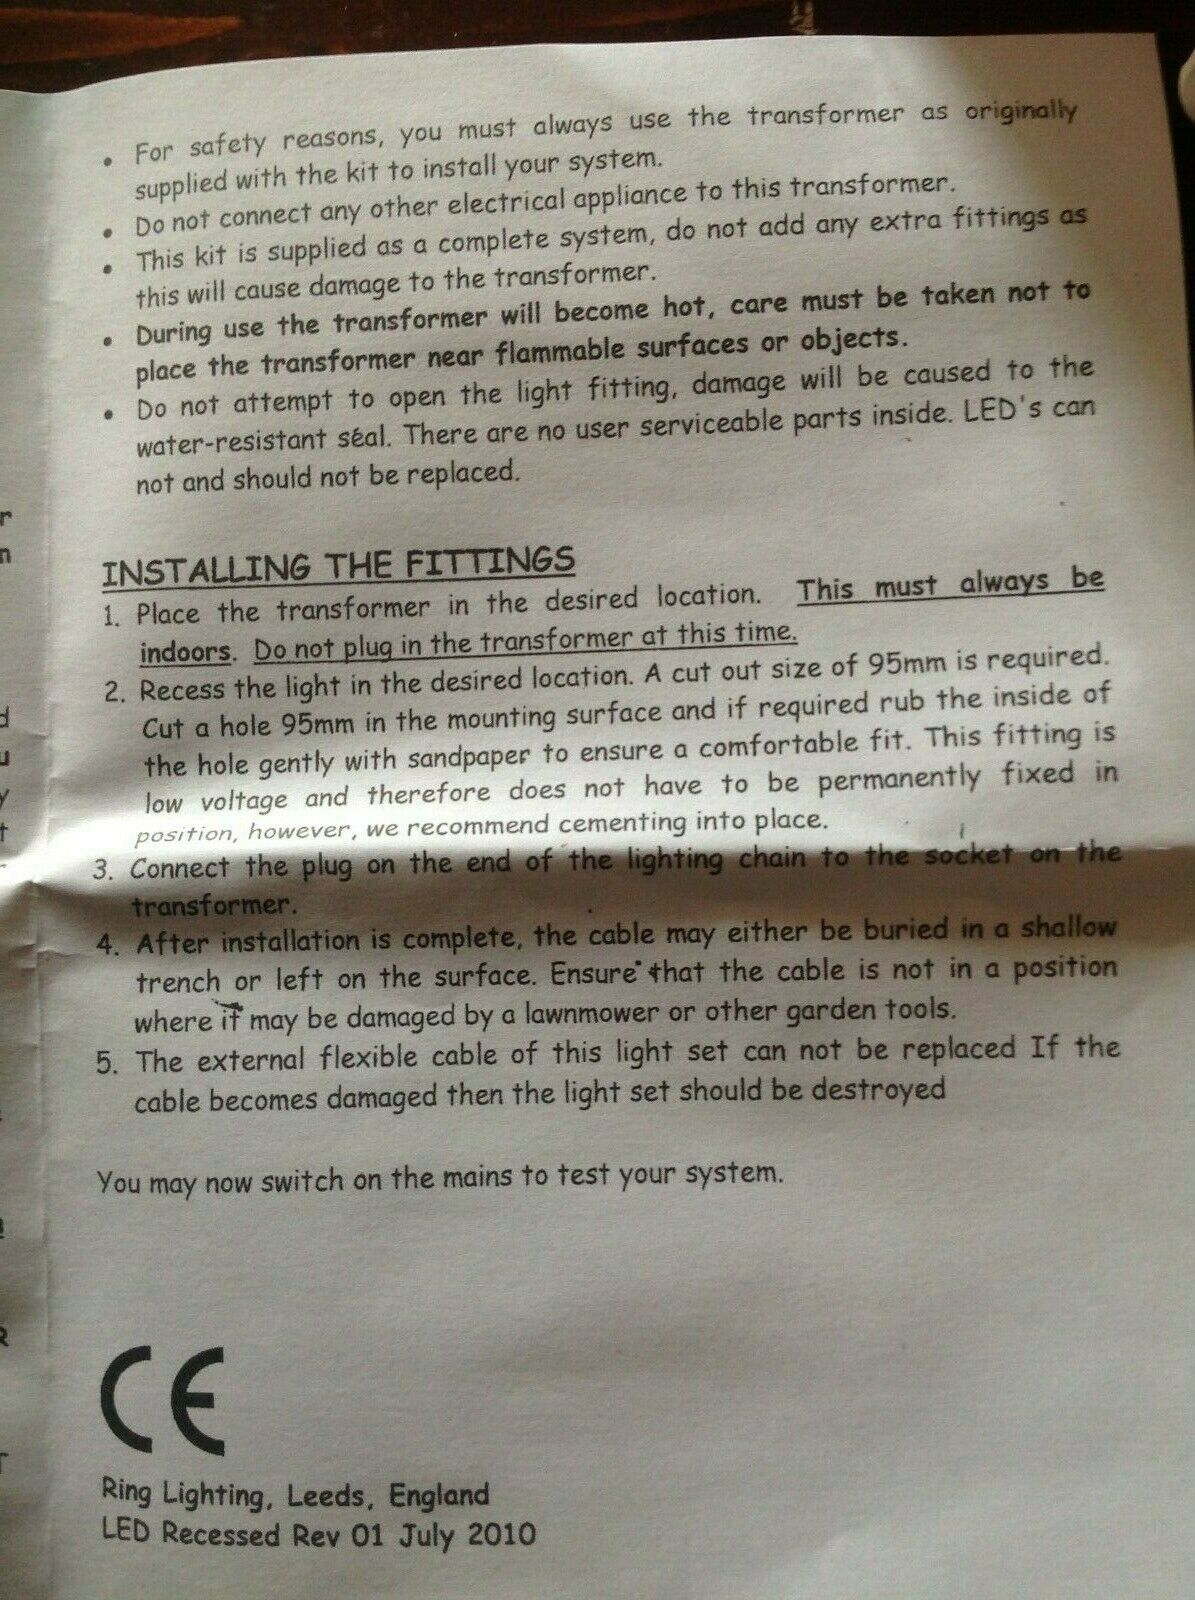 • For safety reasons, you must always use the transformer as originally
supplied with the kit to install your system.
• Do not connect any other electrical appliance to this transformer.
• This kit is supplied as a complete system, do not add any extra fittings as
this will cause damage to the transformer.
• During use the transformer will become hot, care must be taken not to
place the transformer near flammable surfaces or objects.
• Do not attempt to open the light fitting, damage will be caused to the
water-resistant seal. There are no user serviceable parts inside. LED's can
not and should not be replaced.
INSTALLING THE FITTINGS
1. Place the transformer in the desired location. This must always be
indoors. Do not plug in the transformer at this time.
2. Recess the light in the desired location. A cut out size of 95mm is required.
Cut a hole 95mm in the mounting surface and if required rub the inside of
the hole gently with sandpaper to ensure a comfortable fit. This fitting is
low voltage and therefore does not have to be permanently fixed in
position, however, we recommend cementing into place.
3. Connect the plug on the end of the lighting chain to the socket on the
transformer.
4. After installation is complete, the cable may either be buried in a shallow
trench or left on the surface. Ensure that the cable is not in a position
where it may be damaged by a lawnmower or other garden tools.
5. The external flexible cable of this light set can not be replaced If the
cable becomes damaged then the light set should be destroyed
You may now switch on the mains to test your system.
CE
Ring Lighting, Leeds, England
LED Recessed Rev 01 July 2010